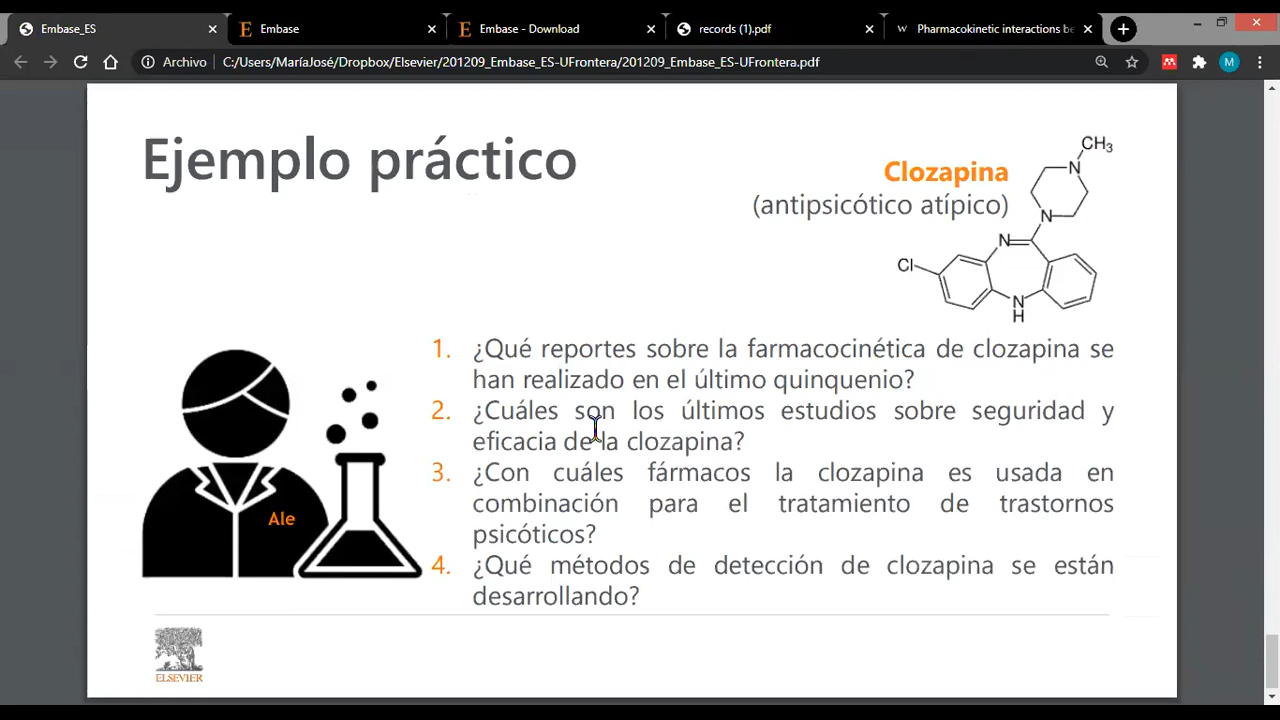 Embase_ES
Embase
Embase - Download
records (1).pdf
Pharmacokinetic interactions be
Archivo
C:/Users/MaríaJosé/Dropbox/Elsevier/201209_Embase_ES-UFrontera/201209_Embase_ES-UFrontera.pdf
M
Ejemplo práctico
Clozapina
(antipsicótico atípico)
CH3
N
N
N
Cl
N
H
1. ¿Qué reportes sobre la farmacocinética de clozapina se
han realizado en el último quinquenio?
2. ¿Cuáles son los últimos estudios sobre seguridad y
eficacia de la clozapina?
3. ¿Con cuáles fármacos la clozapina es usada en
combinación para el tratamiento de trastornos
psicóticos?
4. ¿Qué métodos de detección de clozapina se están
desarrollando?
Ale
ELSEVIER